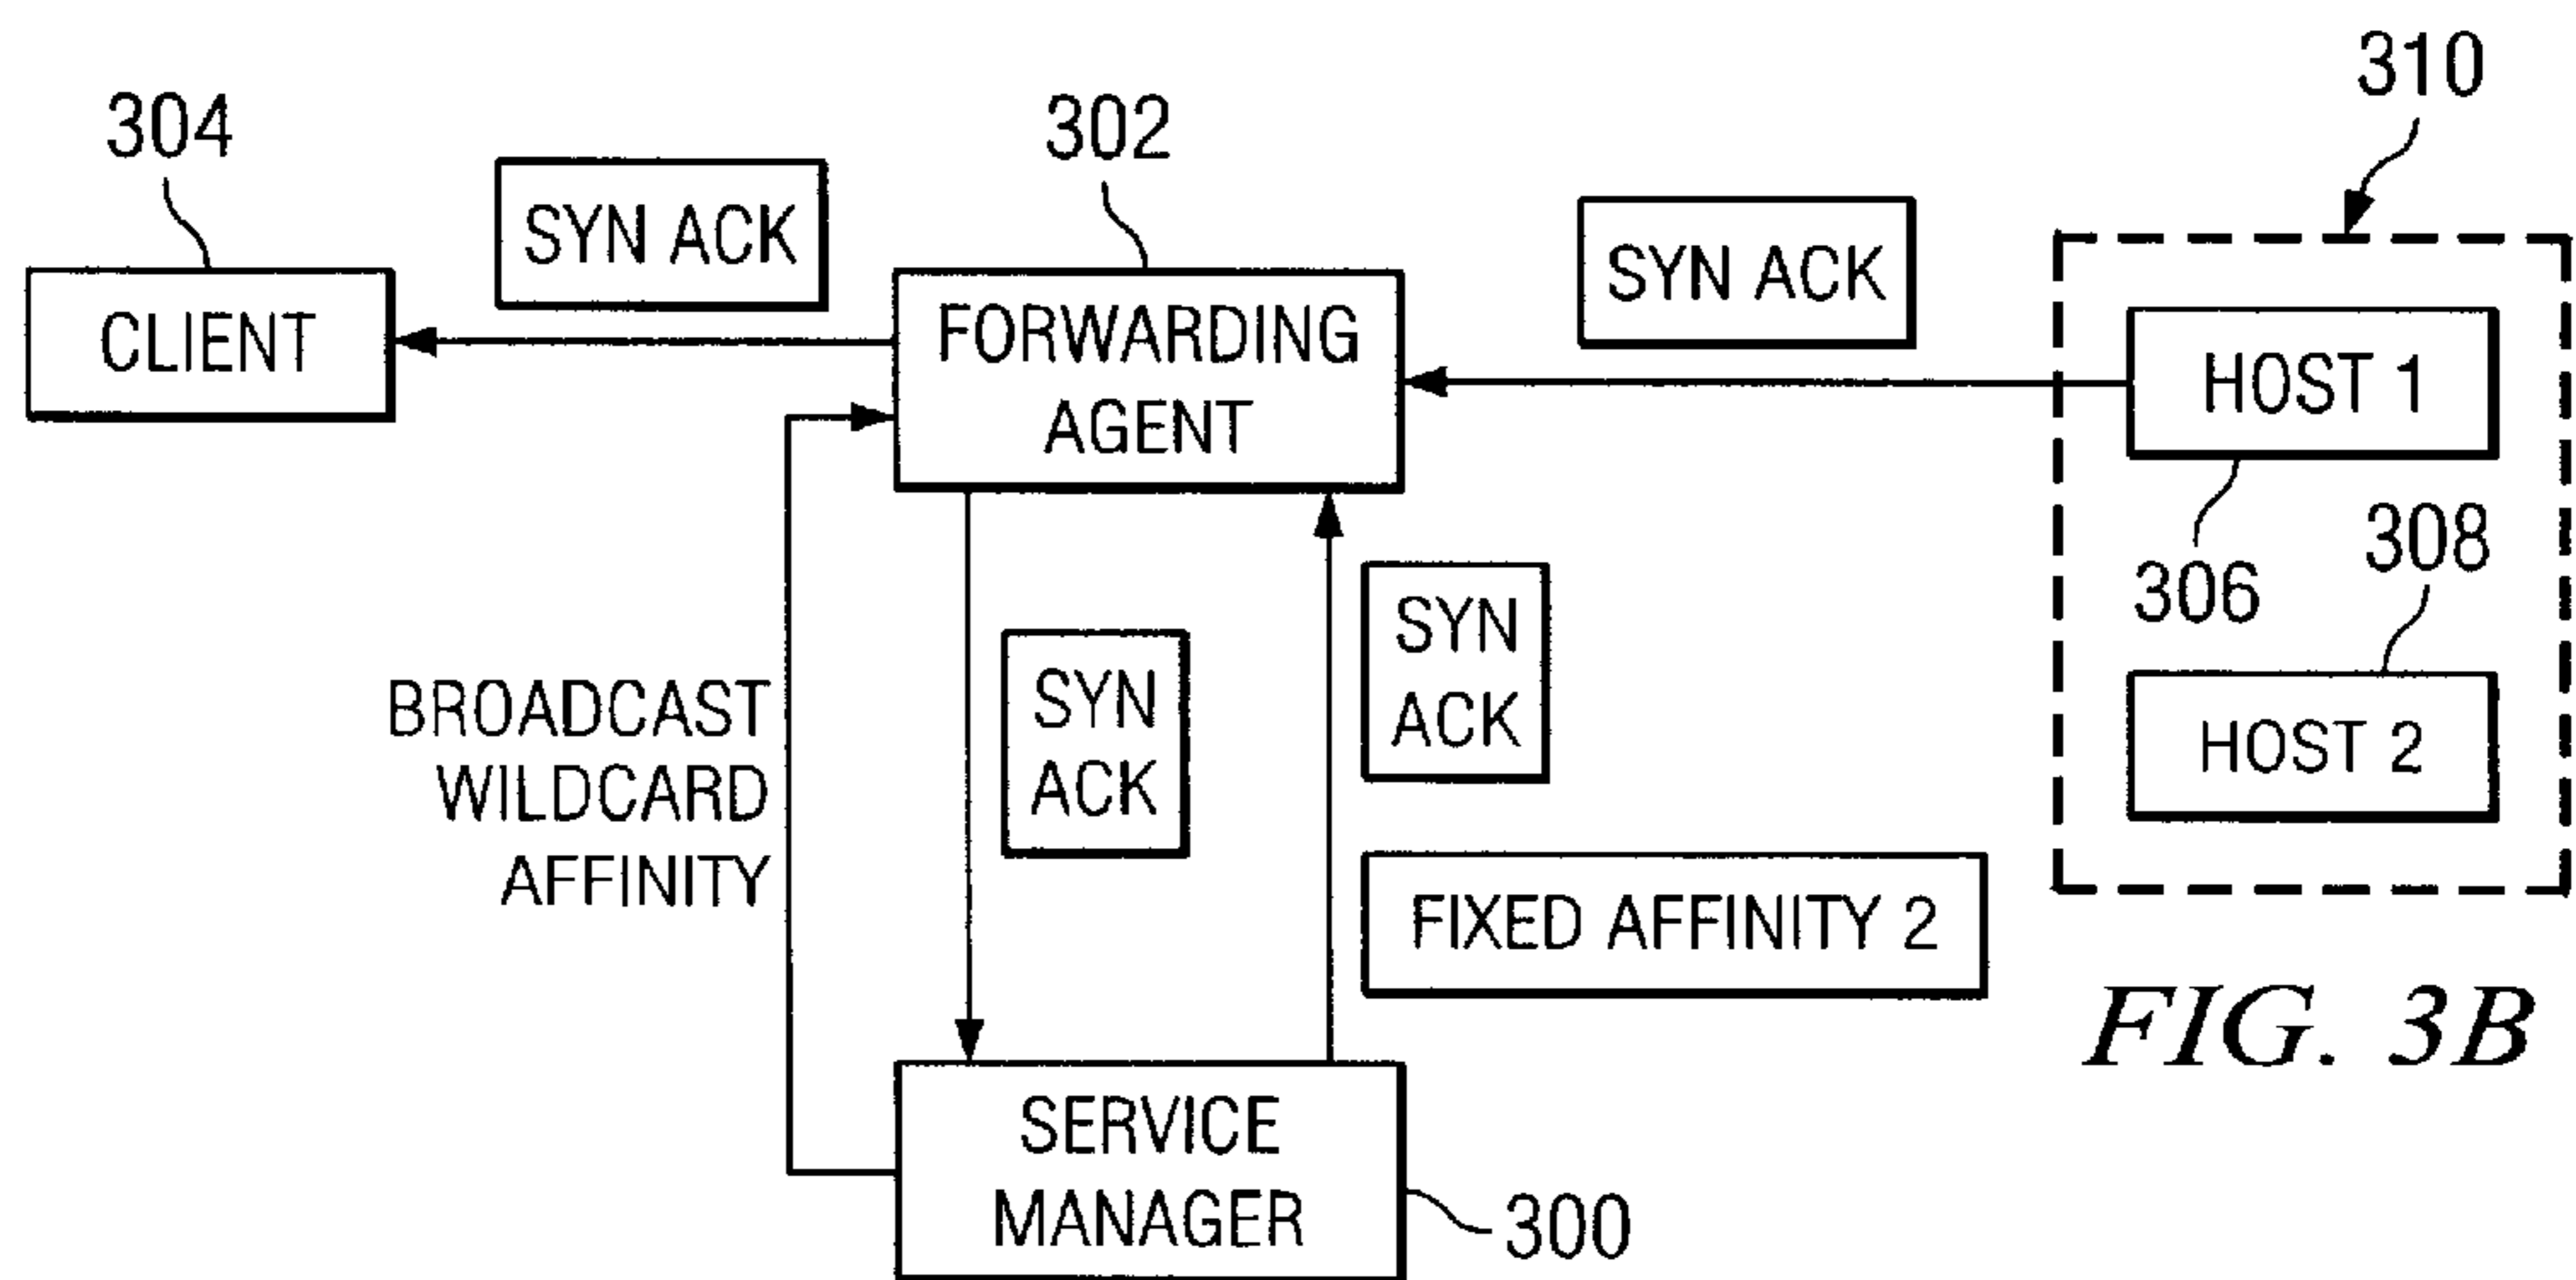 310
304
302
SYN ACK
SYN ACK
CLIENT
FORWARDING
AGENT
HOST 1
306
308
HOST 2
BROADCAST
WILDCARD
AFFINITY
SYN
ACK
SYN
ACK
FIXED AFFINITY 2
FIG. 3B
SERVICE
MANAGER
300